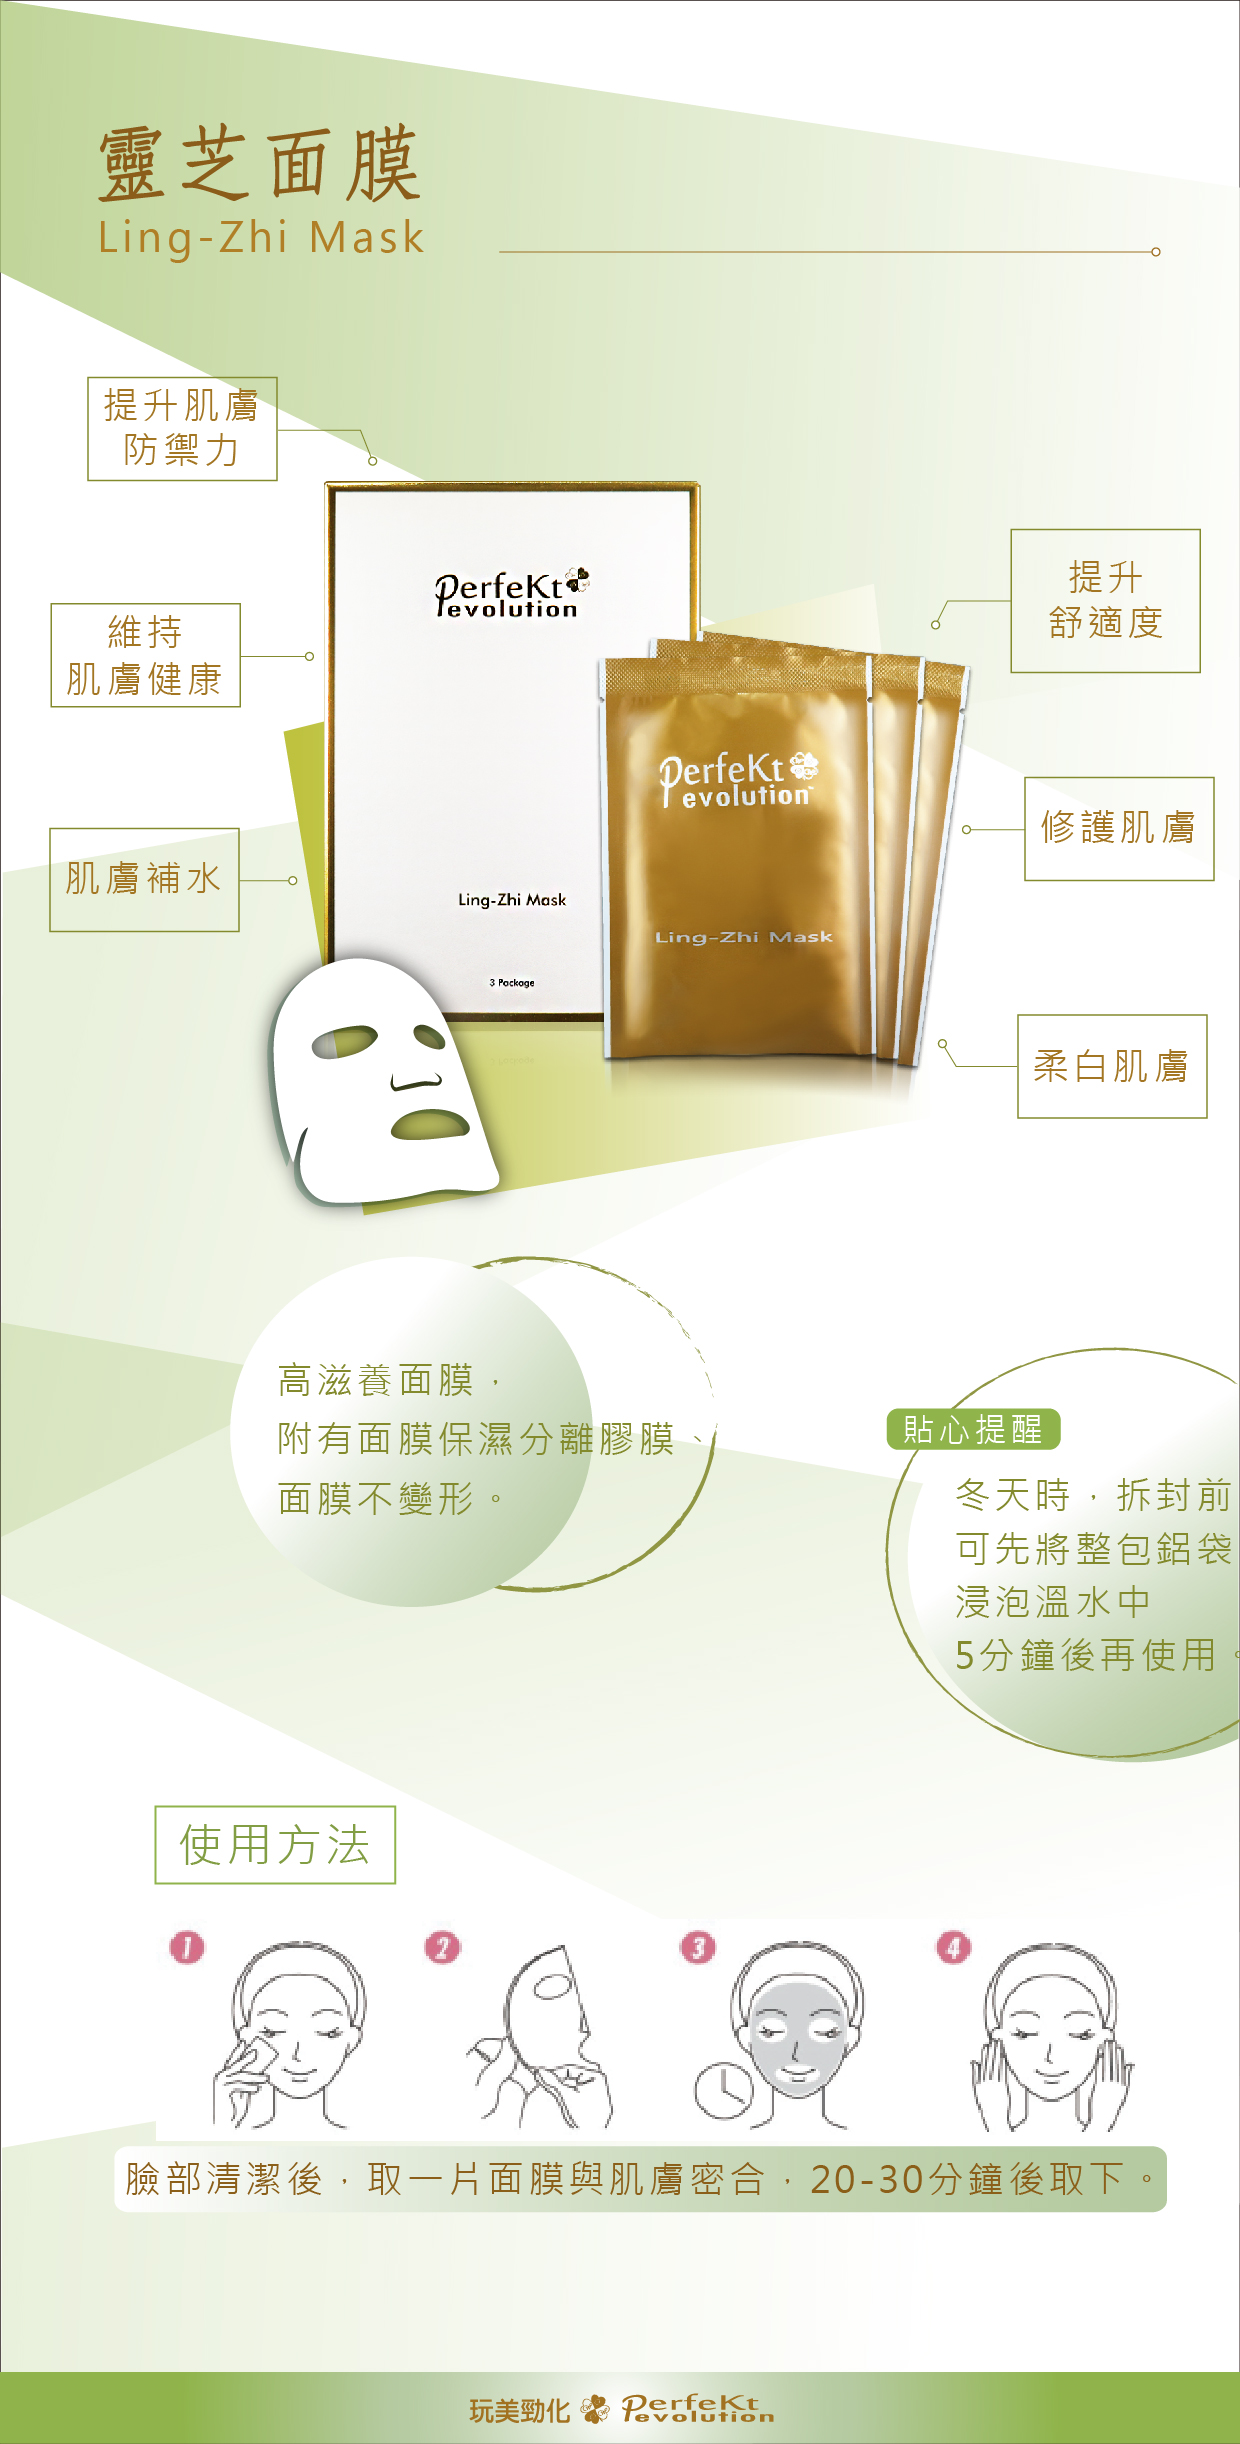 靈芝面膜
Ling-Zhi Mask
提升肌膚
防禦力
維持
肌膚健康
肌膚補水
提升
舒適度
修護肌膚
柔白肌膚
PerfeKt
Revolution
Ling-Zhi Mask
3 Package
PerfeKt
Revolution
Ling-Zhi Mask
高滋養面膜，
附有面膜保濕分離膠膜、
面膜不變形。
貼心提醒
冬天時，拆封前
可先將整包鋁袋
浸泡溫水中
5分鐘後再使用。
使用方法
1
2
3
4
臉部清潔後，取一片面膜與肌膚密合，20-30分鐘後取下。
玩美勁化 PerfeKt
Revolution